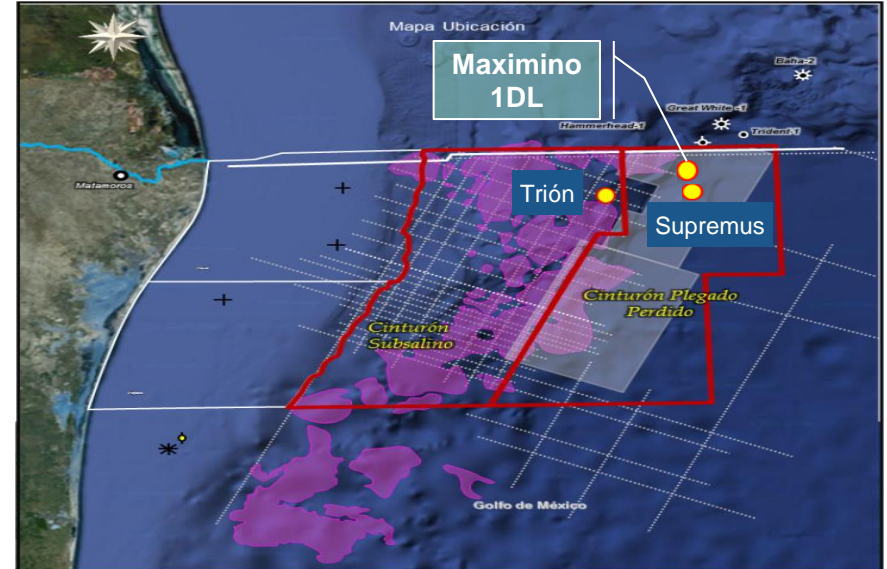 Mapa Ubicación
Maximino
1DL
Baha-2
Great White -1
Hammerhead-1
Trident-1
Matamoros
Trión
Supremus
Cinturón Plegado
Perdido
Cinturón
Subsalino
Golfo de México